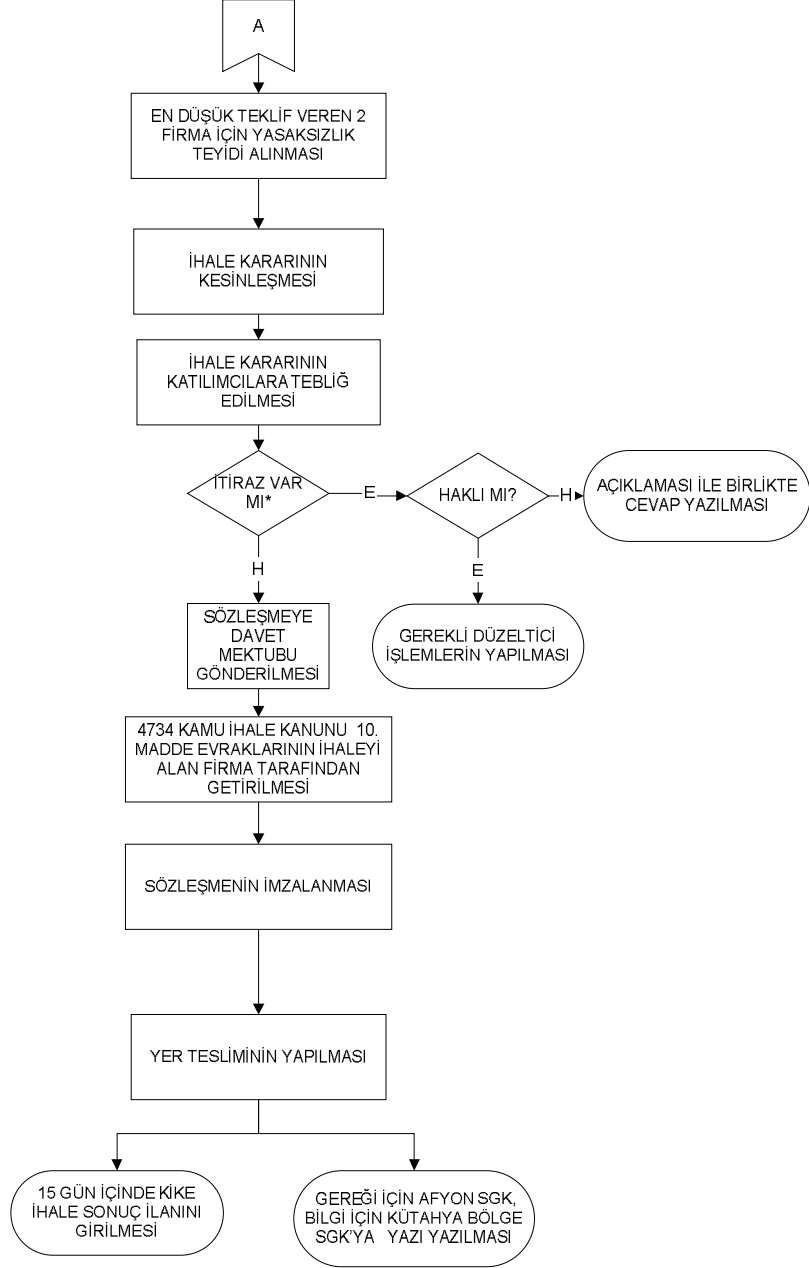 A
EN DÜŞÜK TEKLİF VEREN 2
FİRMA İÇİN YASAKSIZLIK
TEYİDİ ALINMASI
İHALE KARARININ
KESİNLEŞMESİ
İHALE KARARININ
KATILIMCILARA TEBLİĞ
EDİLMESİ
İTİRAZ VAR
MI*
E
HAKLI MI?
H
AÇIKLAMASI İLE BİRLİKTE
CEVAP YAZILMASI
H
E
SÖZLEŞMEYE
DAVET
MEKTUBU
GÖNDERİLMESİ
GEREKLİ DÜZELTİCİ
İŞLEMLERİN YAPILMASI
4734 KAMU İHALE KANUNU 10.
MADDE EVRAKLARININ İHALEYİ
ALAN FİRMA TARAFINDAN
GETİRİLMESİ
SÖZLEŞMENİN İMZALANMASI
YER TESLİMİNİN YAPILMASI
15 GÜN İÇİNDE KİKE
İHALE SONUÇ İLANINI
GİRİLMESİ
GEREĞİ İÇİN AFYON SGK,
BİLGİ İÇİN KÜTAHYA BÖLGE
SGK'YA YAZI YAZILMASI